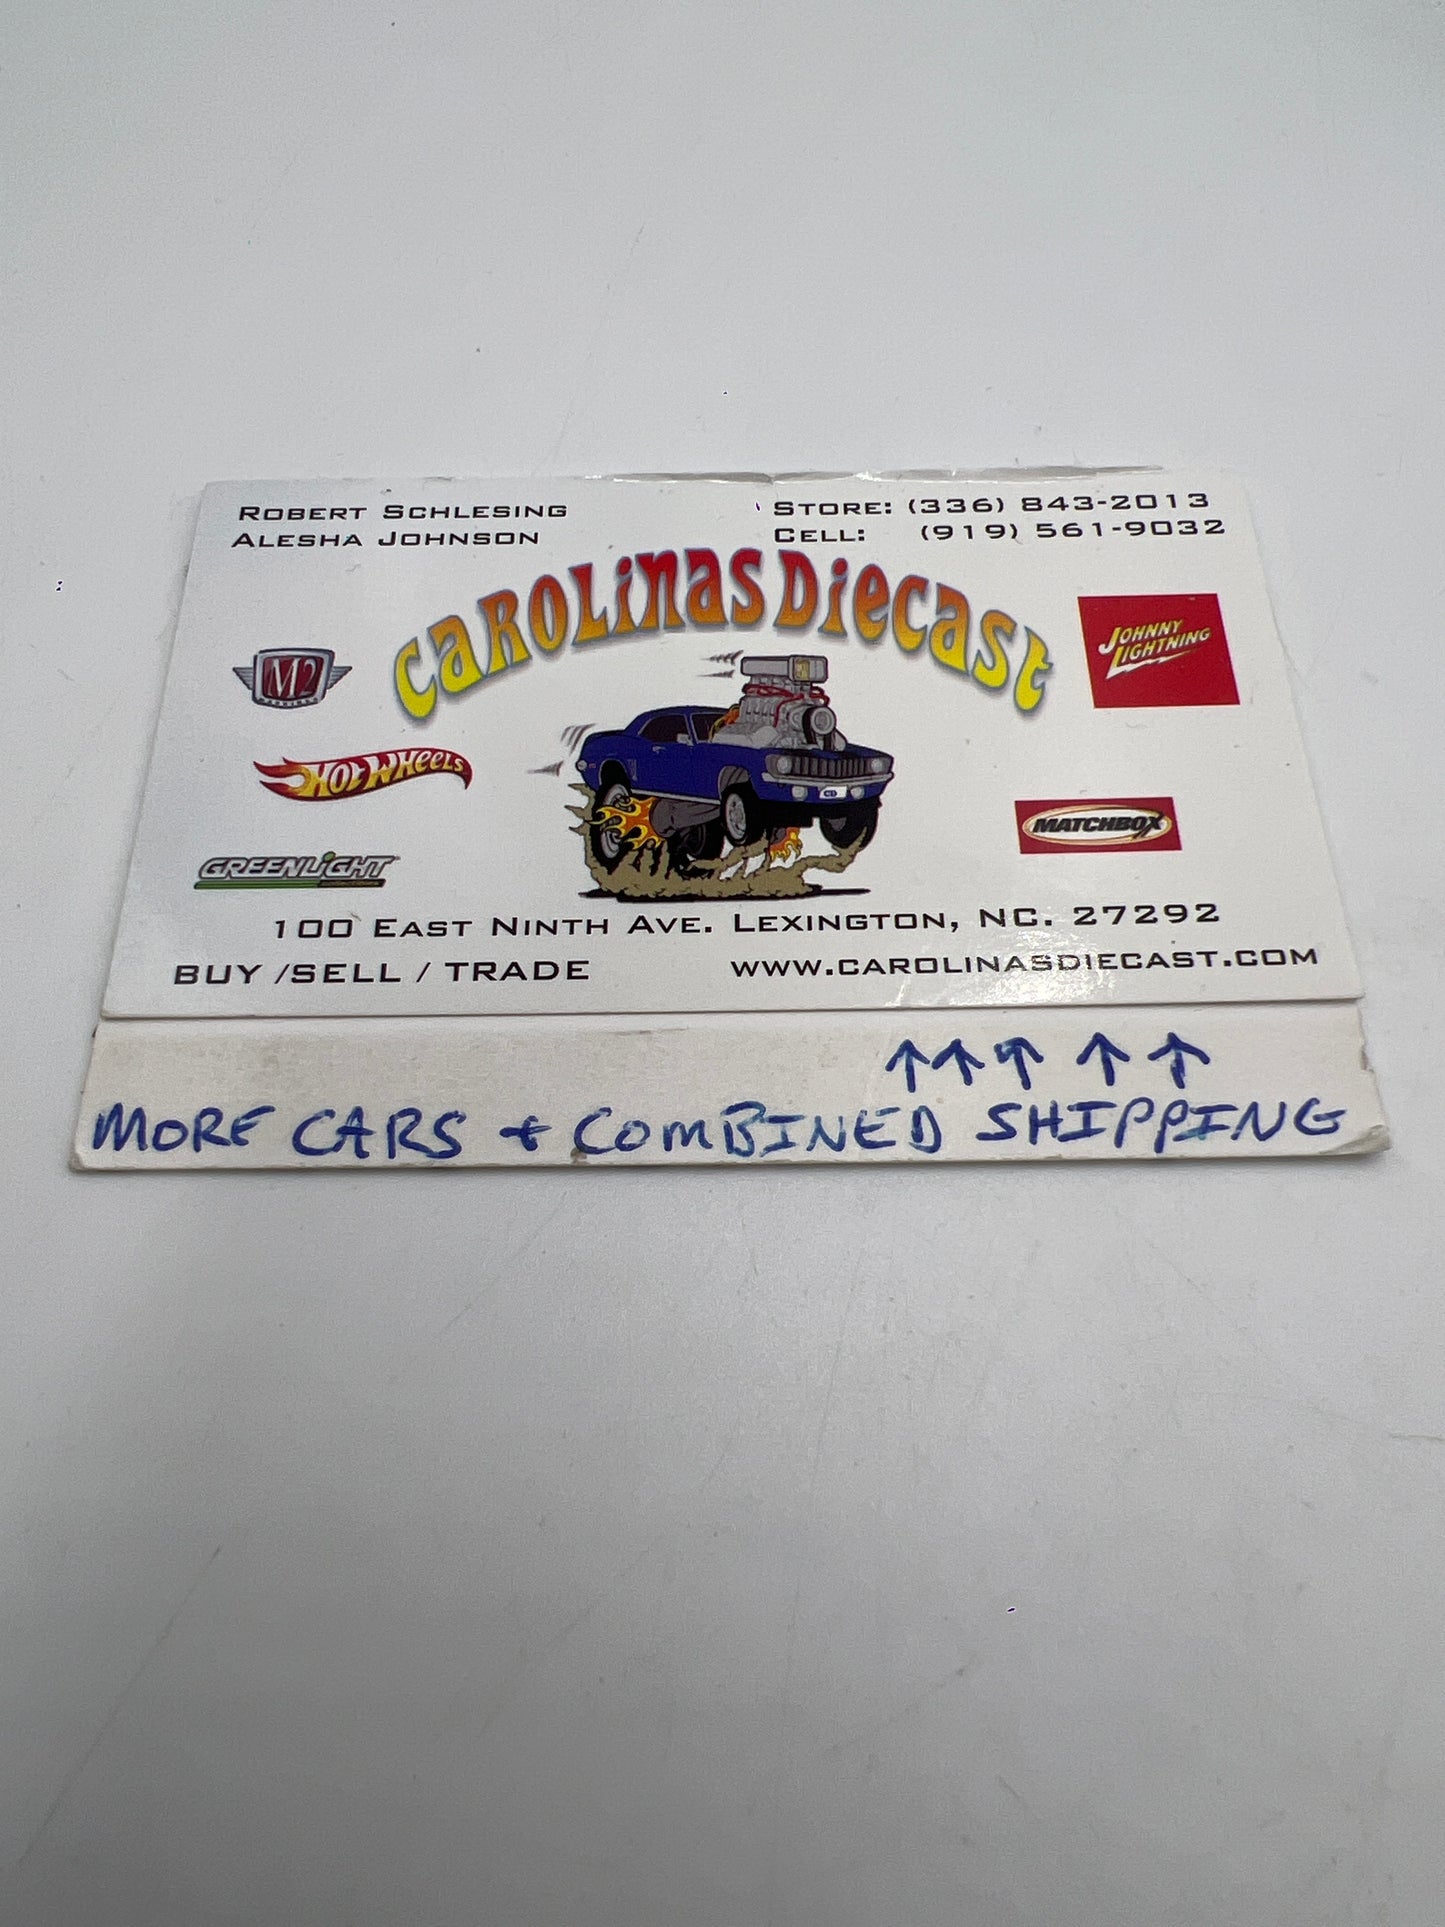 ROBERT SCHLESING
ALESHA JOHNSON
STORE: (336) 843-2013
CELL: (919) 561-9032
CAROLINAS DIECAST
M2
JOHNNY LIGHTNING
HOT WHEELS
MATCHBOX
GREENLIGHT
100 EAST NINTH AVE. LEXINGTON, NC. 27292
BUY /SELL / TRADE
WWW.CAROLINASDIECAST.COM
MORE CARS + COMBINED SHIPPING